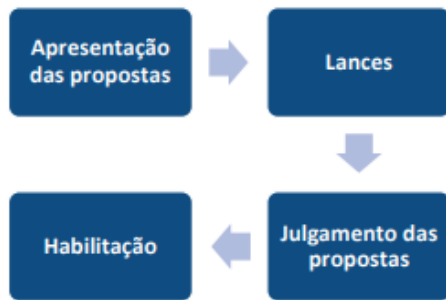 Apresentação
das propostas
Lances
Julgamento das
propostas
Habilitação